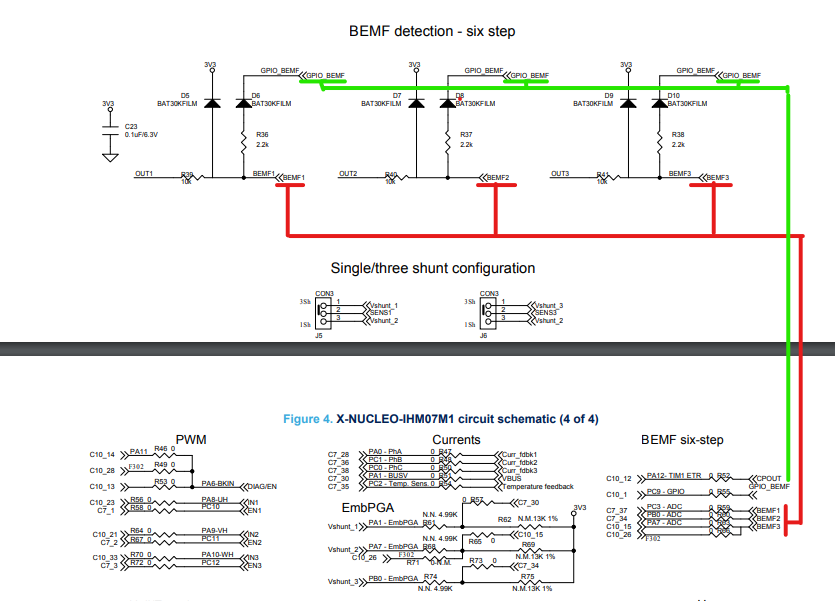 BEMF detection - six step
3V3 3V3 3V3
GPIO_BEMF GPIO_BEMF GPIO_BEMF GPIO_BEMF GPIO_BEMF GPIO_BEMF
D5 D6 D7 D8 D9 D10
BAT30KFILM BAT30KFILM BAT30KFILM BAT30KFILM BAT30KFILM BAT30KFILM
3V3
C23
0.1uF/6.3V
R36 R37 R38
2.2k 2.2k 2.2k
OUT1 R39 BEMF1 BEMF1 OUT2 R40 BEMF2 OUT3 R41 BEMF3 BEMF3
10k 10k 10k
Single/three shunt configuration
CON3 CON3
3Sh 1 Vshunt_1 3Sh 1 Vshunt_3
2 SENS1 2 SENS3
1Sh 3 Vshunt_2 1Sh 3 Vshunt_2
J5 J6
Figure 4. X-NUCLEO-IHM07M1 circuit schematic (4 of 4)
PWM
C10_14 PA11 R46 0
C10_28 F302 R49 0
C10_13 R53 0 PA6-BKIN DIAG/EN
C10_23 R56 0 PA8-UH IN1
C7_1 R58 0 PC10 EN1
C10_21 R64 0 PA9-VH IN2
C7_2 R67 0 PC11 EN2
C10_33 R70 0 PA10-WH IN3
C7_3 R72 0 PC12 EN3
Currents
C7_28 PA0 - PhA 0 R47 Curr_fdbk1
C7_36 PC1 - PhB 0 Curr_fdbk2
C7_38 PC0 - PhC 0 Curr_fdbk3
C7_30 PA1 - BUSV 0 VBUS
C7_35 PC2 - Temp. Sens. 0 Temperature feedback
EmbPGA
0 R57 C7_30
3V3
N.N. 4.99K
Vshunt_1 PA1 - EmbPGA R61 R62 N.M.13K 1%
C10_15
N.N. 4.99K R65 0
Vshunt_2 PA7 - EmbPGA R68 R69
C10_26 F302 N.M.13K 1%
R71 0-N.M. R73 0 C7_34
Vshunt_3 PB0 - EmbPGA R74 R75
N.N. 4.99K N.M.13K 1%
BEMF six-step
C10_12 PA12- TIM1 ETR 0 R52 CPOUT
GPIO_BEMF
C10_1 PC9 - GPIO 0 R55
C7_37 PC3 - ADC 0 R59 BEMF1
C7_34 PB0 - ADC 0 BEMF2
C10_15 PA7 - ADC 0 BEMF3
C10_26 F302 0